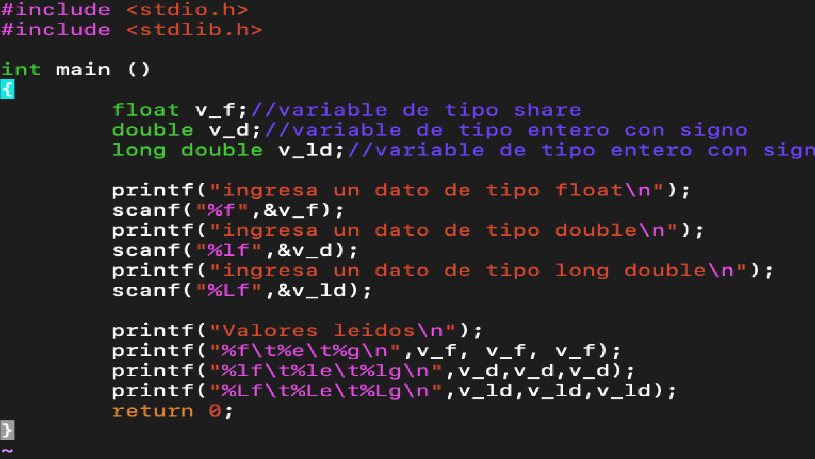 #include <stdio.h>
#include <stdlib.h>
int main ()
{
float v_f;//variable de tipo share
double v_d;//variable de tipo entero con signo
long double v_ld;//variable de tipo entero con sign
printf("ingresa un dato de tipo float\n");
scanf("%f",&v_f);
printf("ingresa un dato de tipo double\n");
scanf("%lf",&v_d);
printf("ingresa un dato de tipo long double\n");
scanf("%Lf",&v_ld);
printf("Valores leidos\n");
printf("%f\t%e\t%g\n",v_f, v_f, v_f);
printf("%lf\t%le\t%lg\n",v_d,v_d,v_d);
printf("%Lf\t%Le\t%Lg\n",v_ld,v_ld,v_ld);
return 0;
}
~